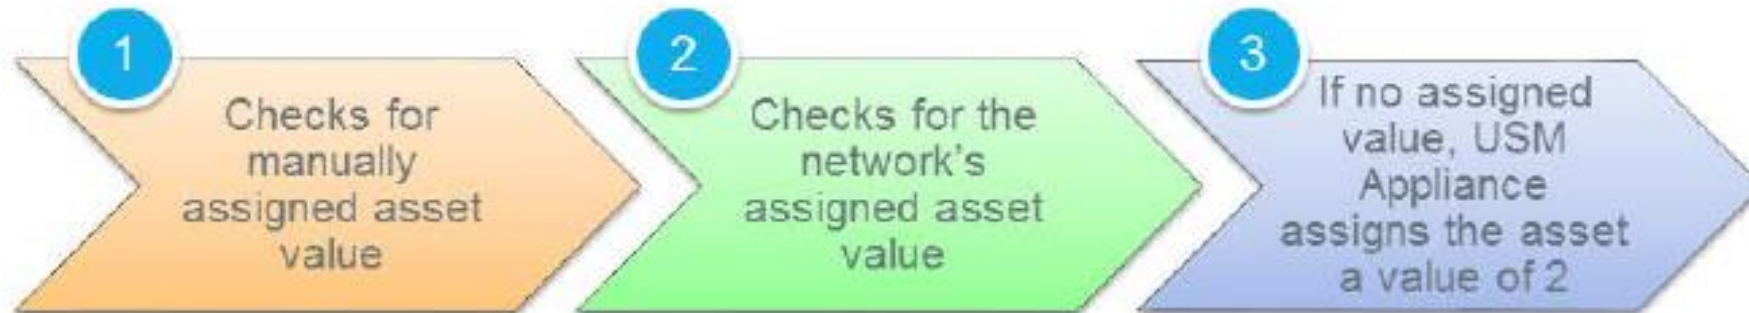 1
Checks for
manually
assigned asset
value
2
Checks for the
network's
assigned asset
value
3
If no assigned
value, USM
Appliance
assigns the asset
a value of 2